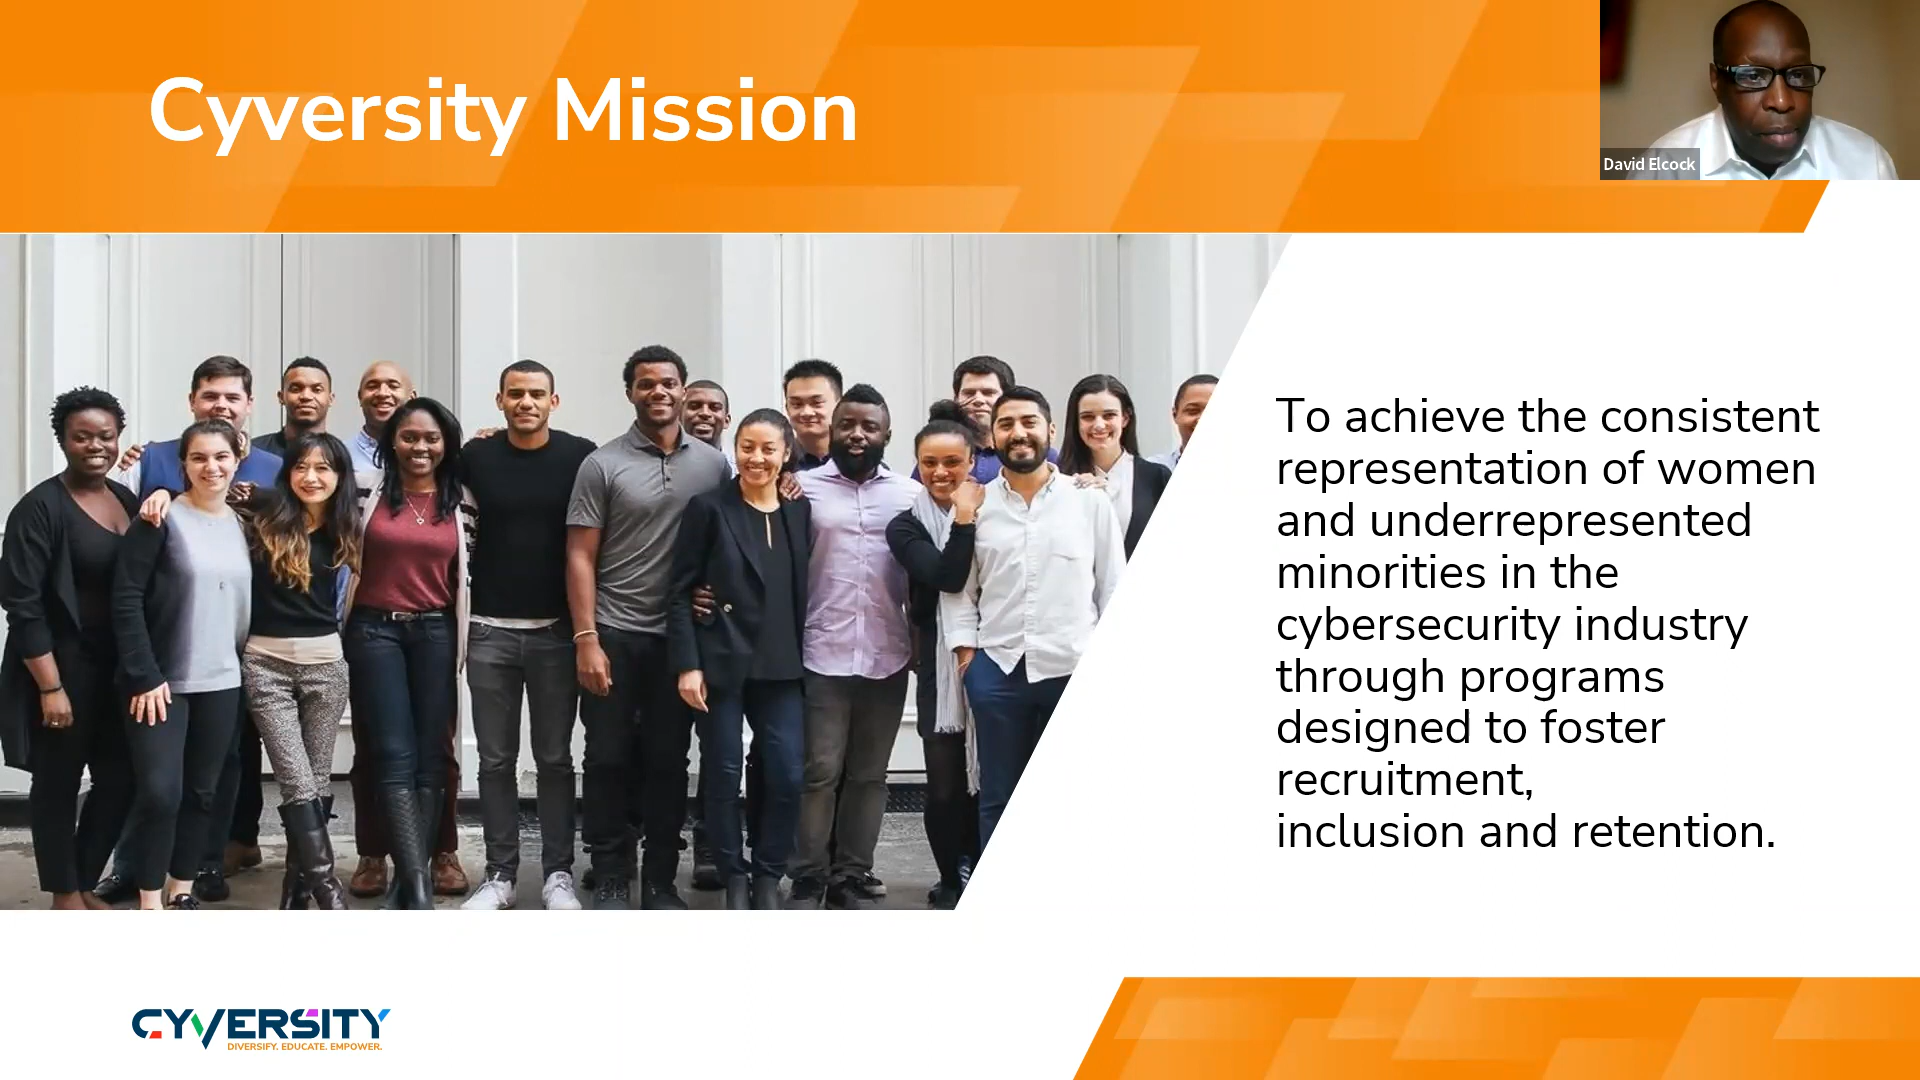 Cyversity Mission
David Elcock
To achieve the consistent
representation of women
and underrepresented
minorities in the
cybersecurity industry
through programs
designed to foster
recruitment,
inclusion and retention.
CYVERSITY
DIVERSIFY. EDUCATE. EMPOWER.